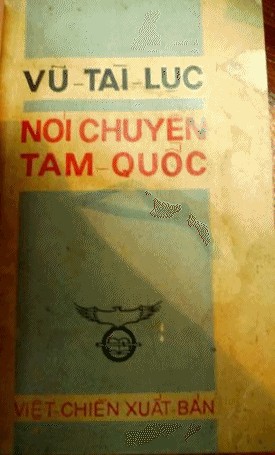 VŨ-TÀI-LỤC
NÓI CHUYỆN
TAM-QUỐC
VIỆT-CHIẾN XUẤT-BẢN